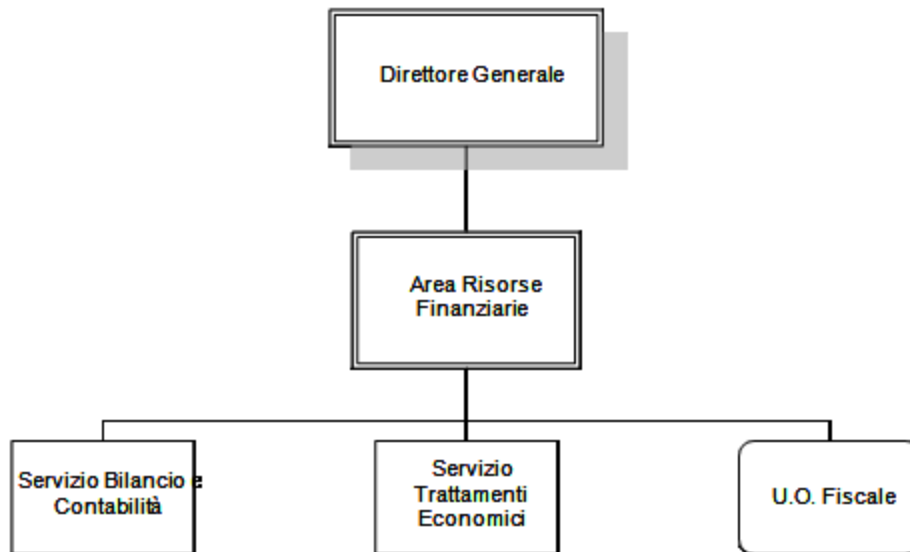 Direttore Generale
Area Risorse
Finanziarie
Servizio Bilancio e
Contabilità
Servizio
Trattamenti
Economici
U.O. Fiscale